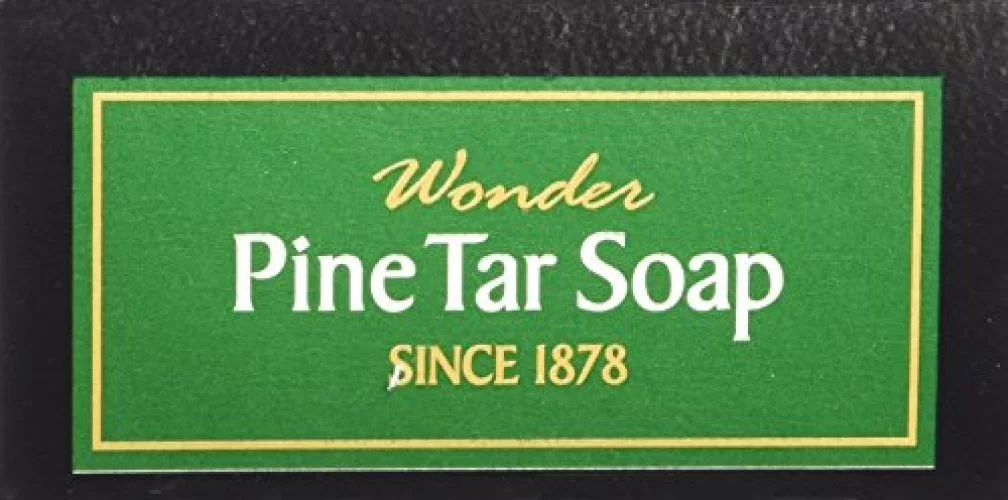 Wonder
Pine Tar Soap
SINCE 1878